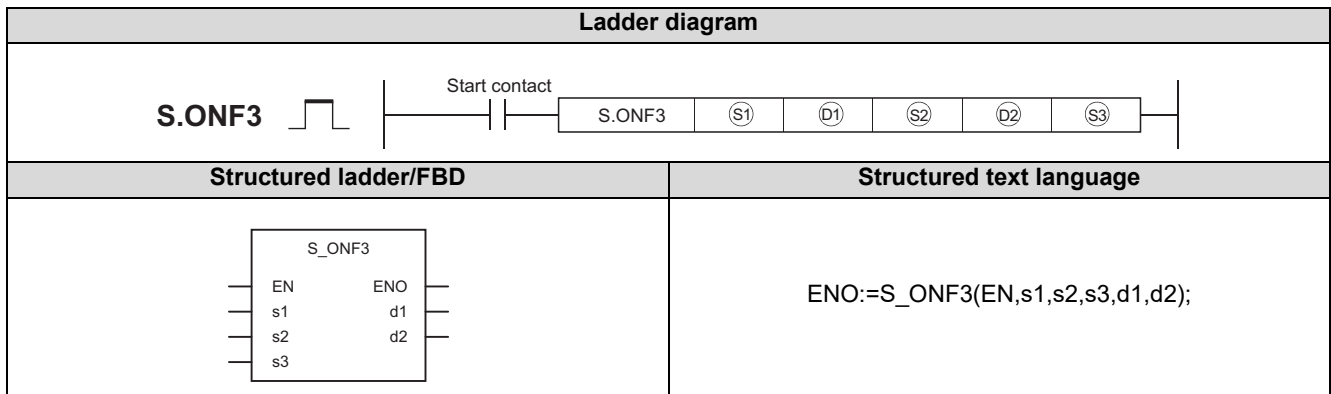 Ladder diagram
Start contact
S.ONF3
S.ONF3 S1 D1 S2 D2 S3
Structured ladder/FBD
Structured text language
S_ONF3
EN ENO
s1 d1
s2 d2
s3
ENO:=S_ONF3(EN,s1,s2,s3,d1,d2);